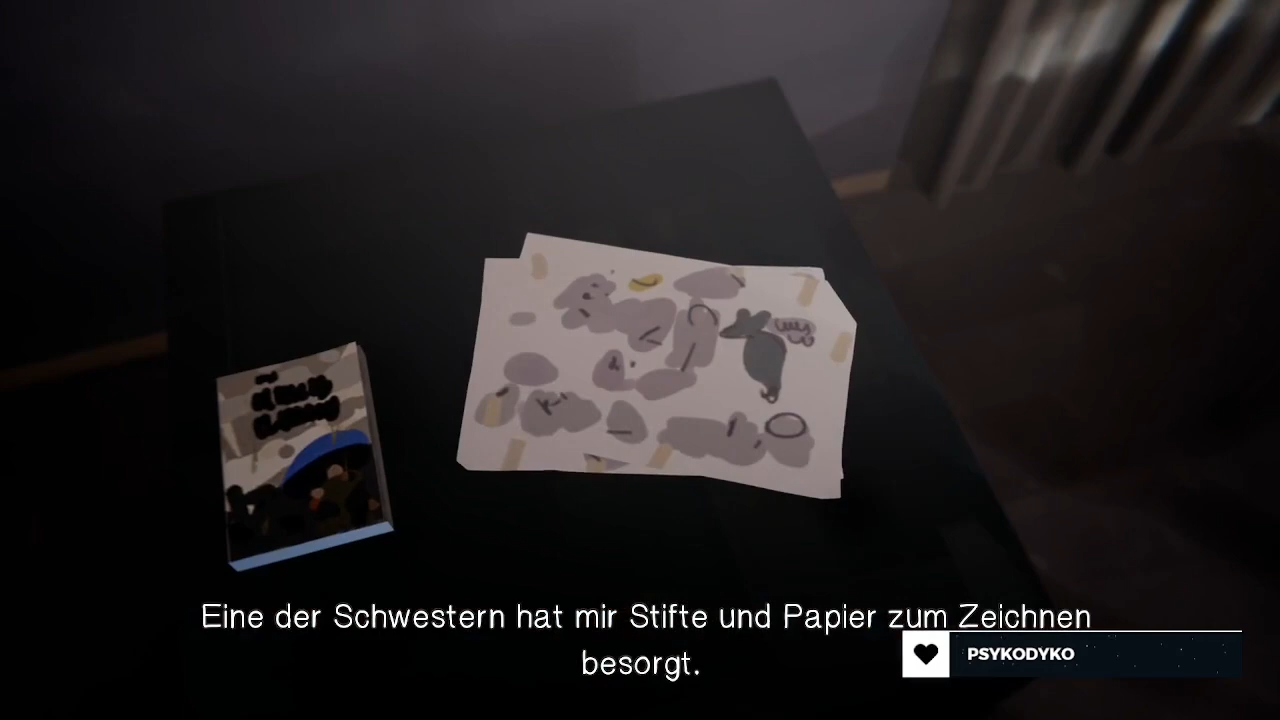 Eine der Schwestern hat mir Stifte und Papier zum Zeichnen
besorgt.
PSYKODYKO